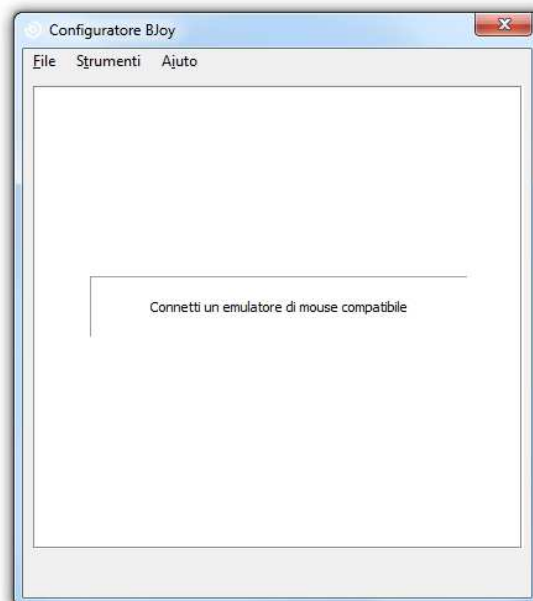 Configuratore BJoy
File Strumenti Aiuto
Connetti un emulatore di mouse compatibile